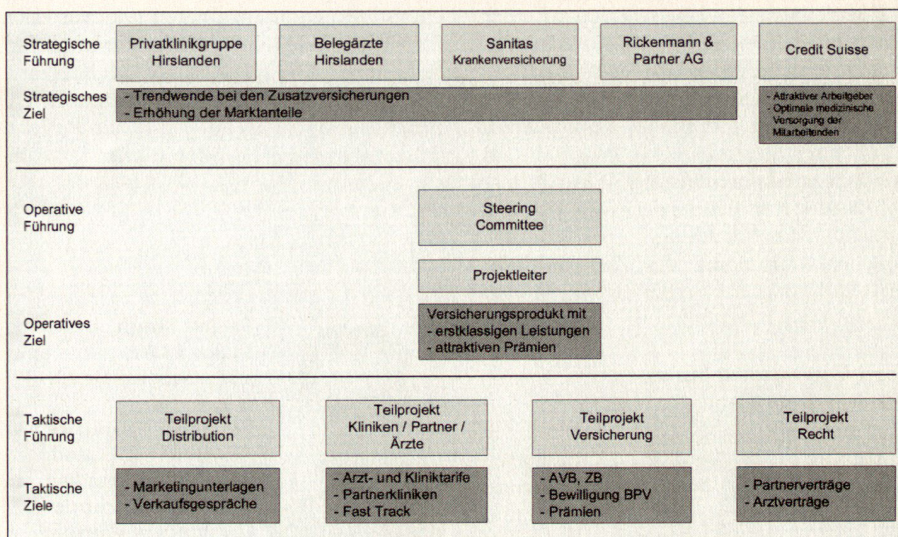 Strategische
Führung
Privatklinikgruppe
Hirslanden
Belegärzte
Hirslanden
Sanitas
Krankenversicherung
Rickenmann &
Partner AG
Credit Suisse
Strategisches
Ziel
- Trendwende bei den Zusatzversicherungen
- Erhöhung der Marktanteile
- Attraktiver Arbeitgeber
- Optimale medizinische
Versorgung der
Mitarbeitenden
Operative
Führung
Steering
Committee
Projektleiter
Operatives
Ziel
Versicherungsprodukt mit
- erstklassigen Leistungen
- attraktiven Prämien
Taktische
Führung
Teilprojekt
Distribution
Teilprojekt
Kliniken / Partner /
Ärzte
Teilprojekt
Versicherung
Teilprojekt
Recht
Taktische
Ziele
- Marketingunterlagen
- Verkaufsgespräche
- Arzt- und Kliniktarife
- Partnerkliniken
- Fast Track
- AVB, ZB
- Bewilligung BPV
- Prämien
- Partnerverträge
- Arztverträge